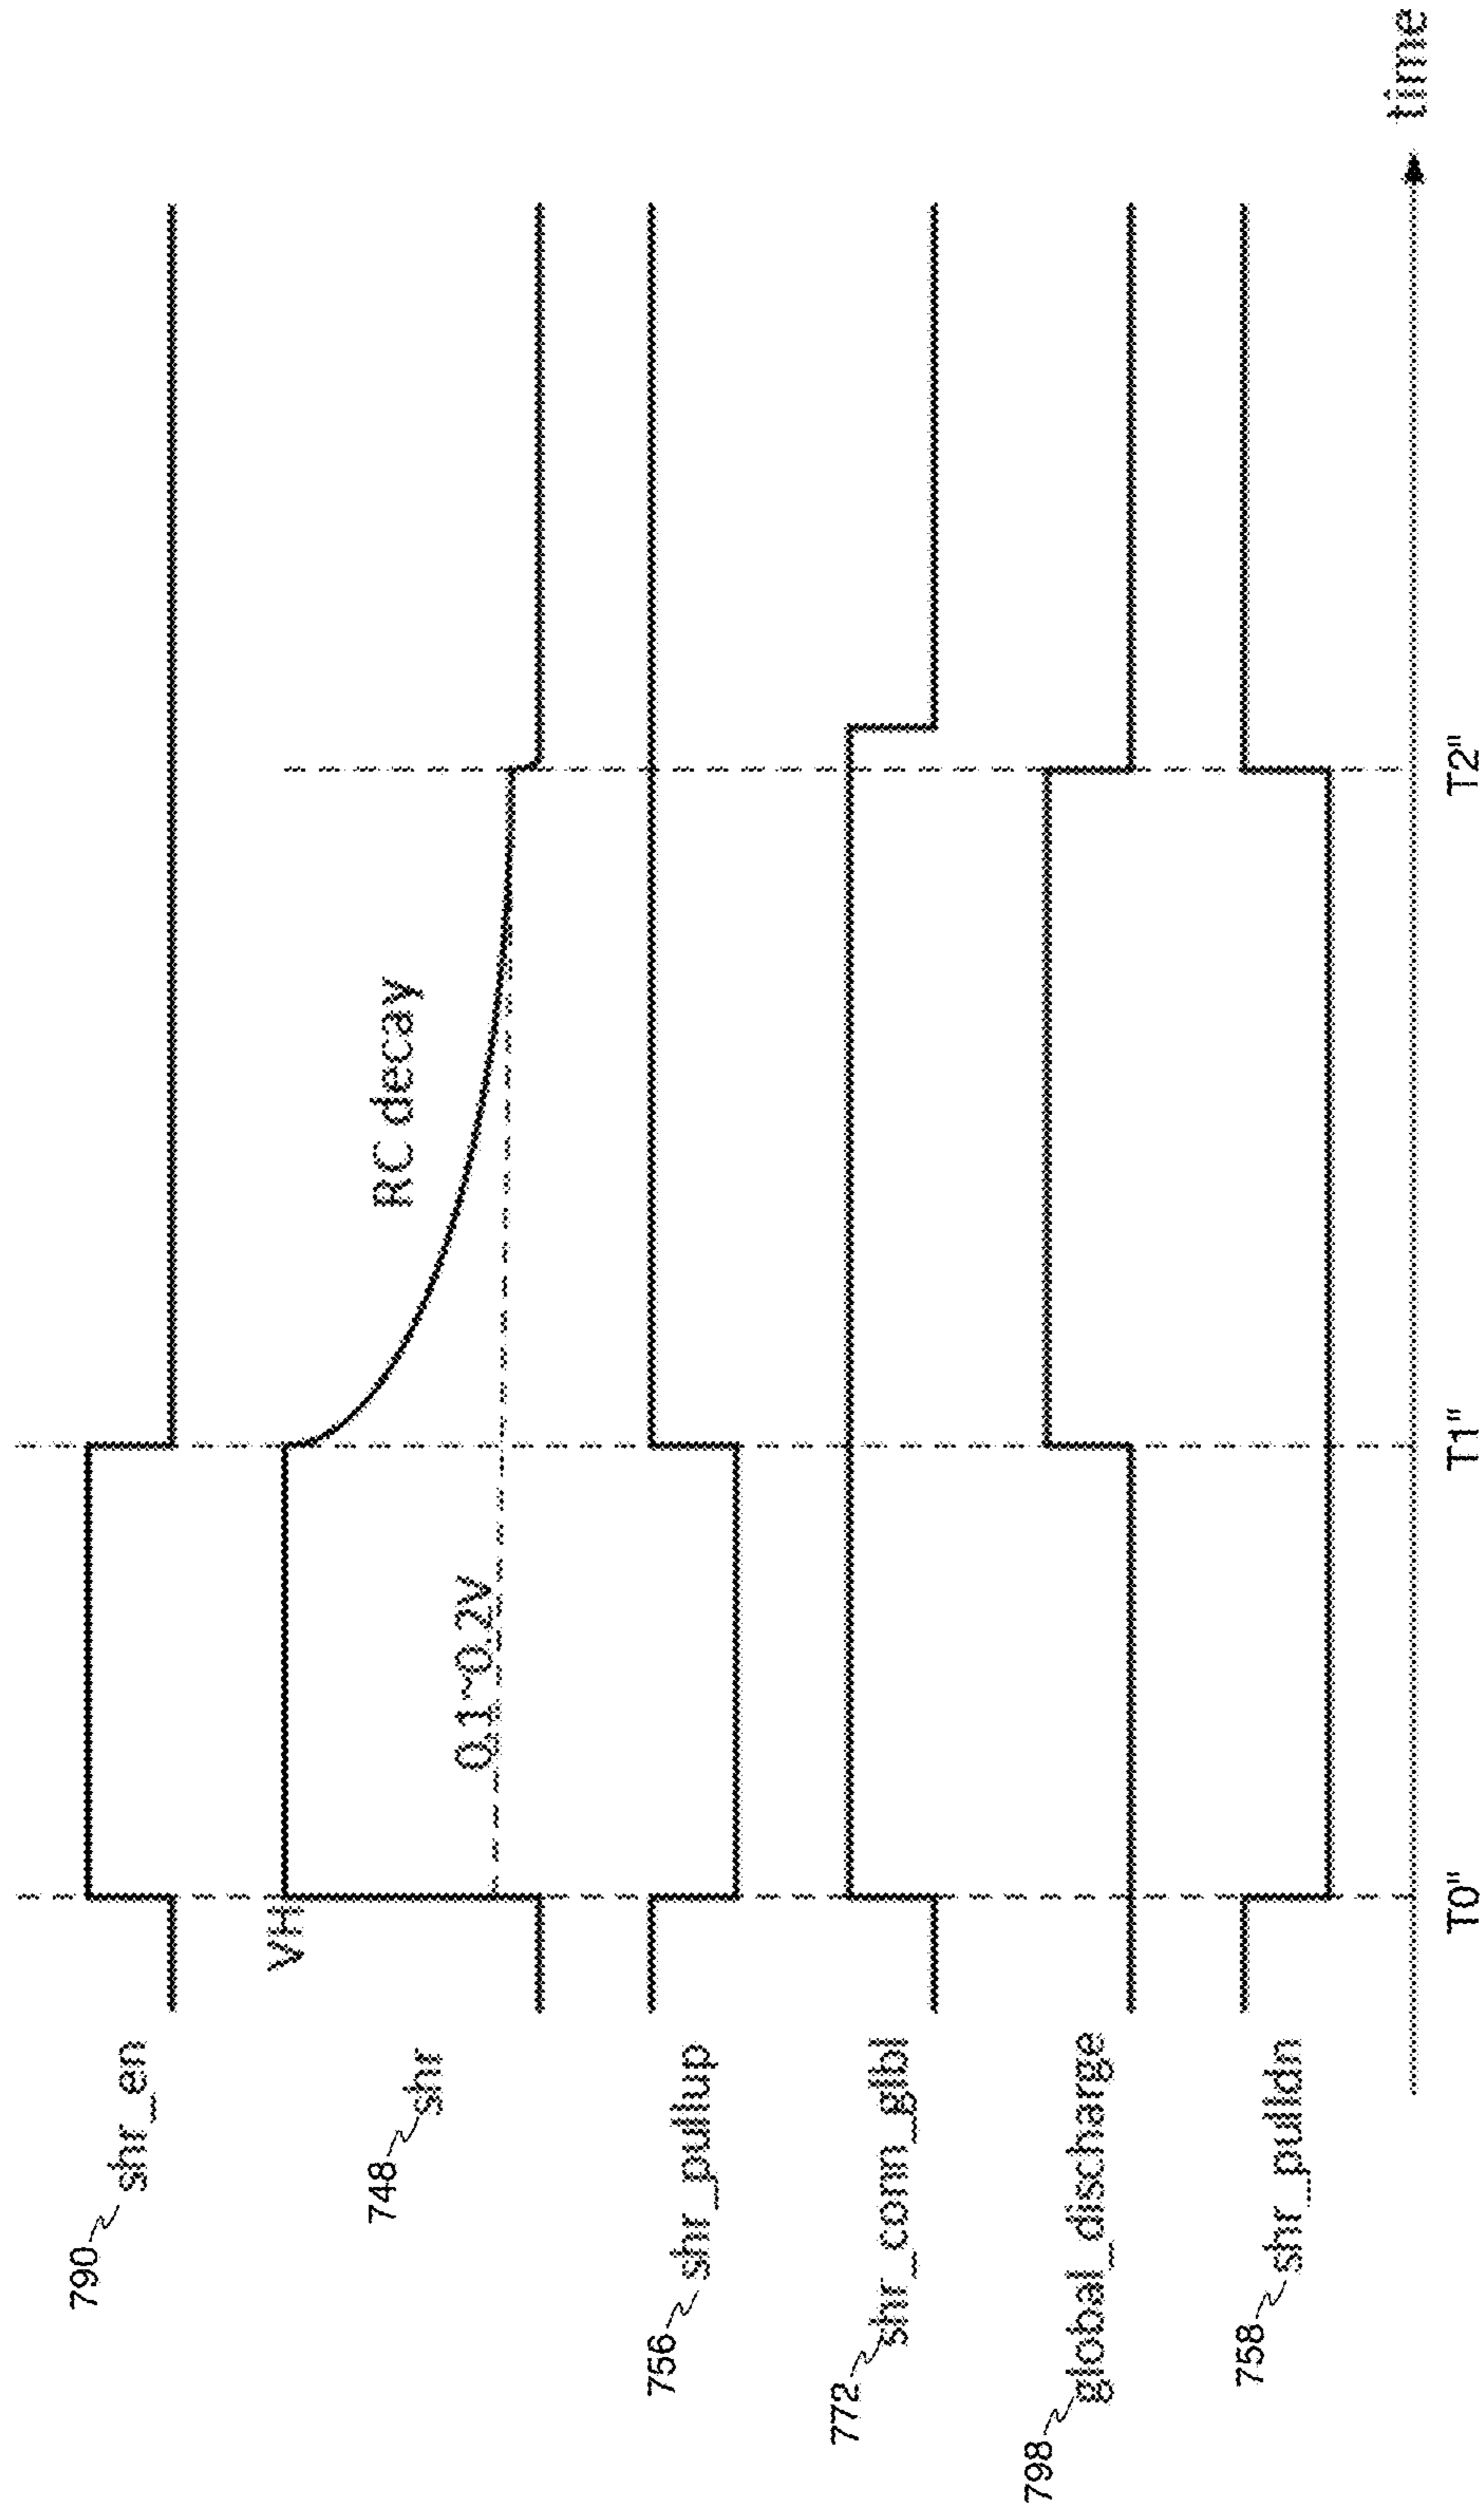 790 shr_en
VH
748 shr
RC decay
0.1~0.2V
756 shr_pullup
772 shr_conn_glbl
798 global_discharge
758 shr_pulldn
T0" T1" T2" time